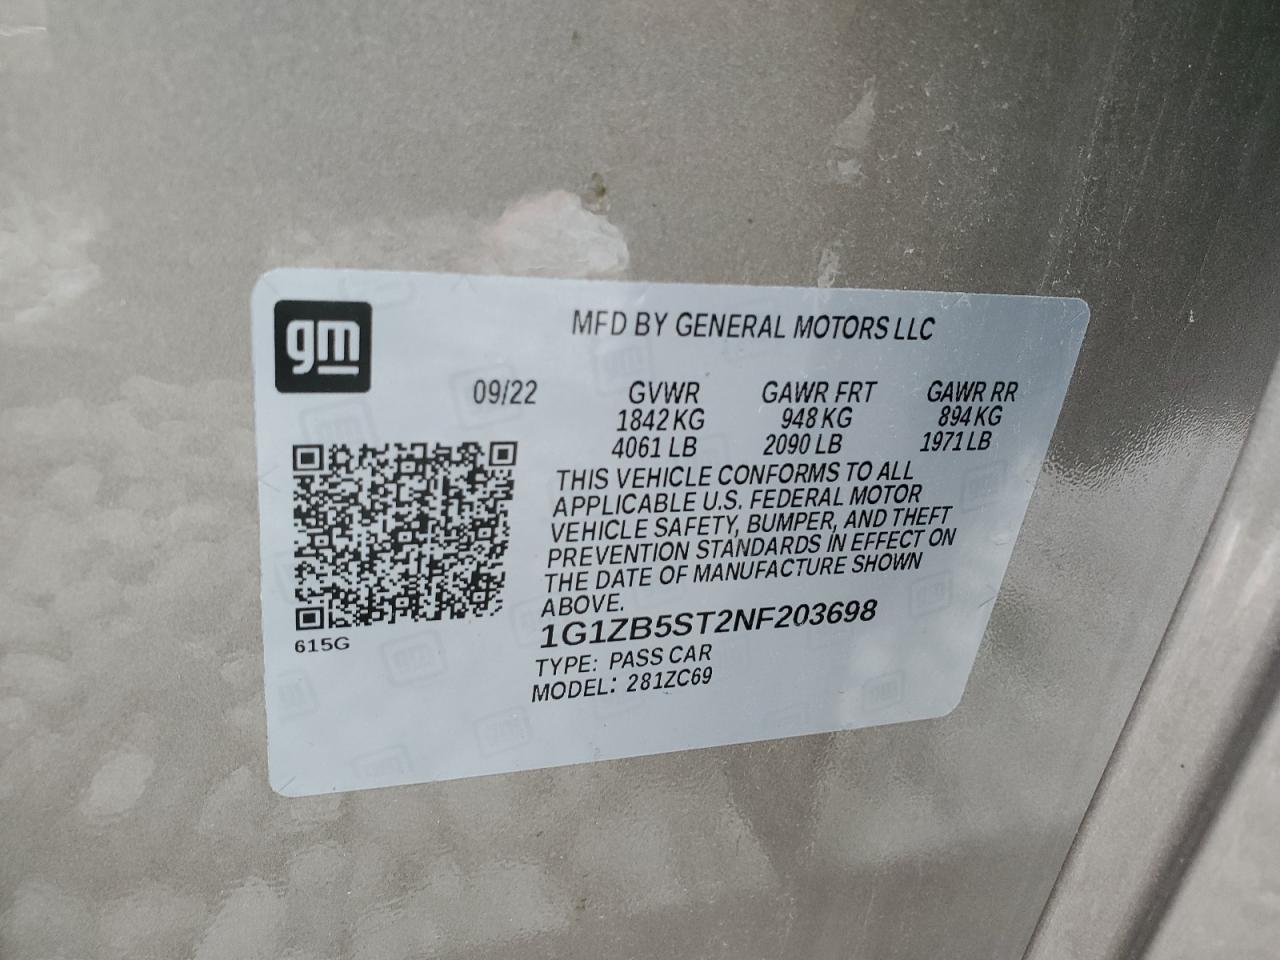 gm
MFD BY GENERAL MOTORS LLC
09/22 GVWR GAWR FRT GAWR RR
1842 KG 948 KG 894 KG
4061 LB 2090 LB 1971 LB
THIS VEHICLE CONFORMS TO ALL
APPLICABLE U.S. FEDERAL MOTOR
VEHICLE SAFETY, BUMPER, AND THEFT
PREVENTION STANDARDS IN EFFECT ON
THE DATE OF MANUFACTURE SHOWN
ABOVE.
615G
1G1ZB5ST2NF203698
TYPE: PASS CAR
MODEL: 281ZC69